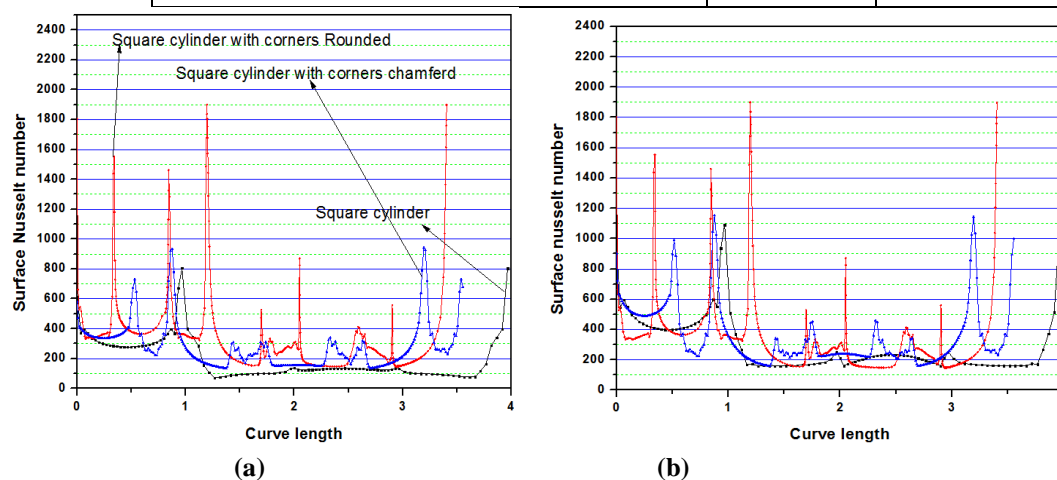 2400
2200
2000
1800
1600
1400
1200
1000
800
600
400
200
0
Surface Nusselt number
Square cylinder with corners Rounded
Square cylinder with corners chamferd
Square cylinder
0 1 2 3 4
Curve length
(a)
2400
2200
2000
1800
1600
1400
1200
1000
800
600
400
200
0
Surface nusselt number
0 1 2 3
Curve length
(b)